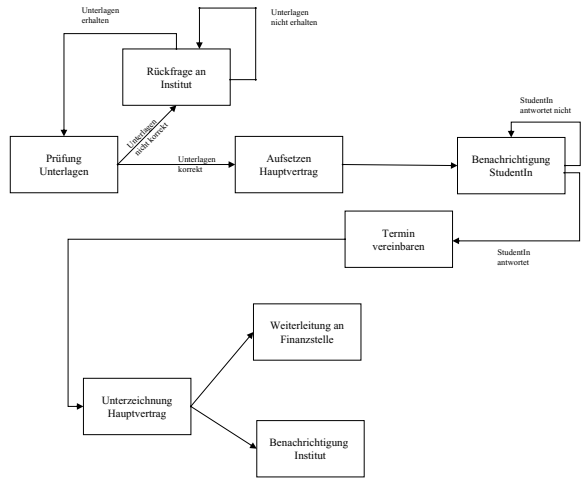 Unterlagen
erhalten
Unterlagen
nicht erhalten
Rückfrage an
Institut
Unterlagen
nicht korrekt
StudentIn
antwortet nicht
Prüfung
Unterlagen
Unterlagen
korrekt
Aufsetzen
Hauptvertrag
Benachrichtigung
StudentIn
Termin
vereinbaren
StudentIn
antwortet
Weiterleitung an
Finanzstelle
Unterzeichnung
Hauptvertrag
Benachrichtigung
Institut